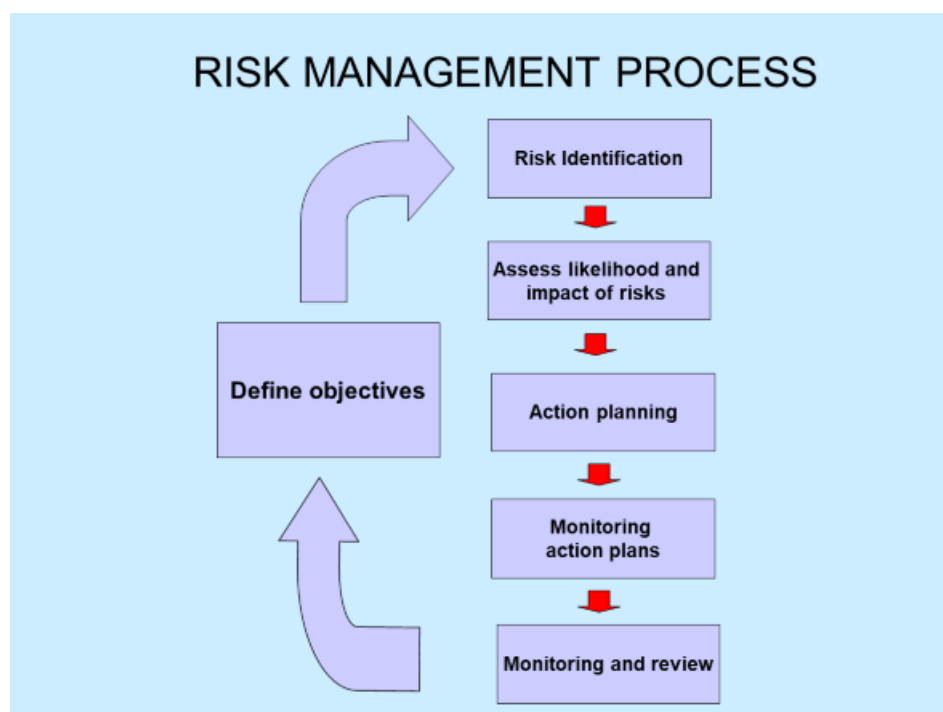 RISK MANAGEMENT PROCESS
Risk Identification
Assess likelihood and
impact of risks
Define objectives
Action planning
Monitoring
action plans
Monitoring and review